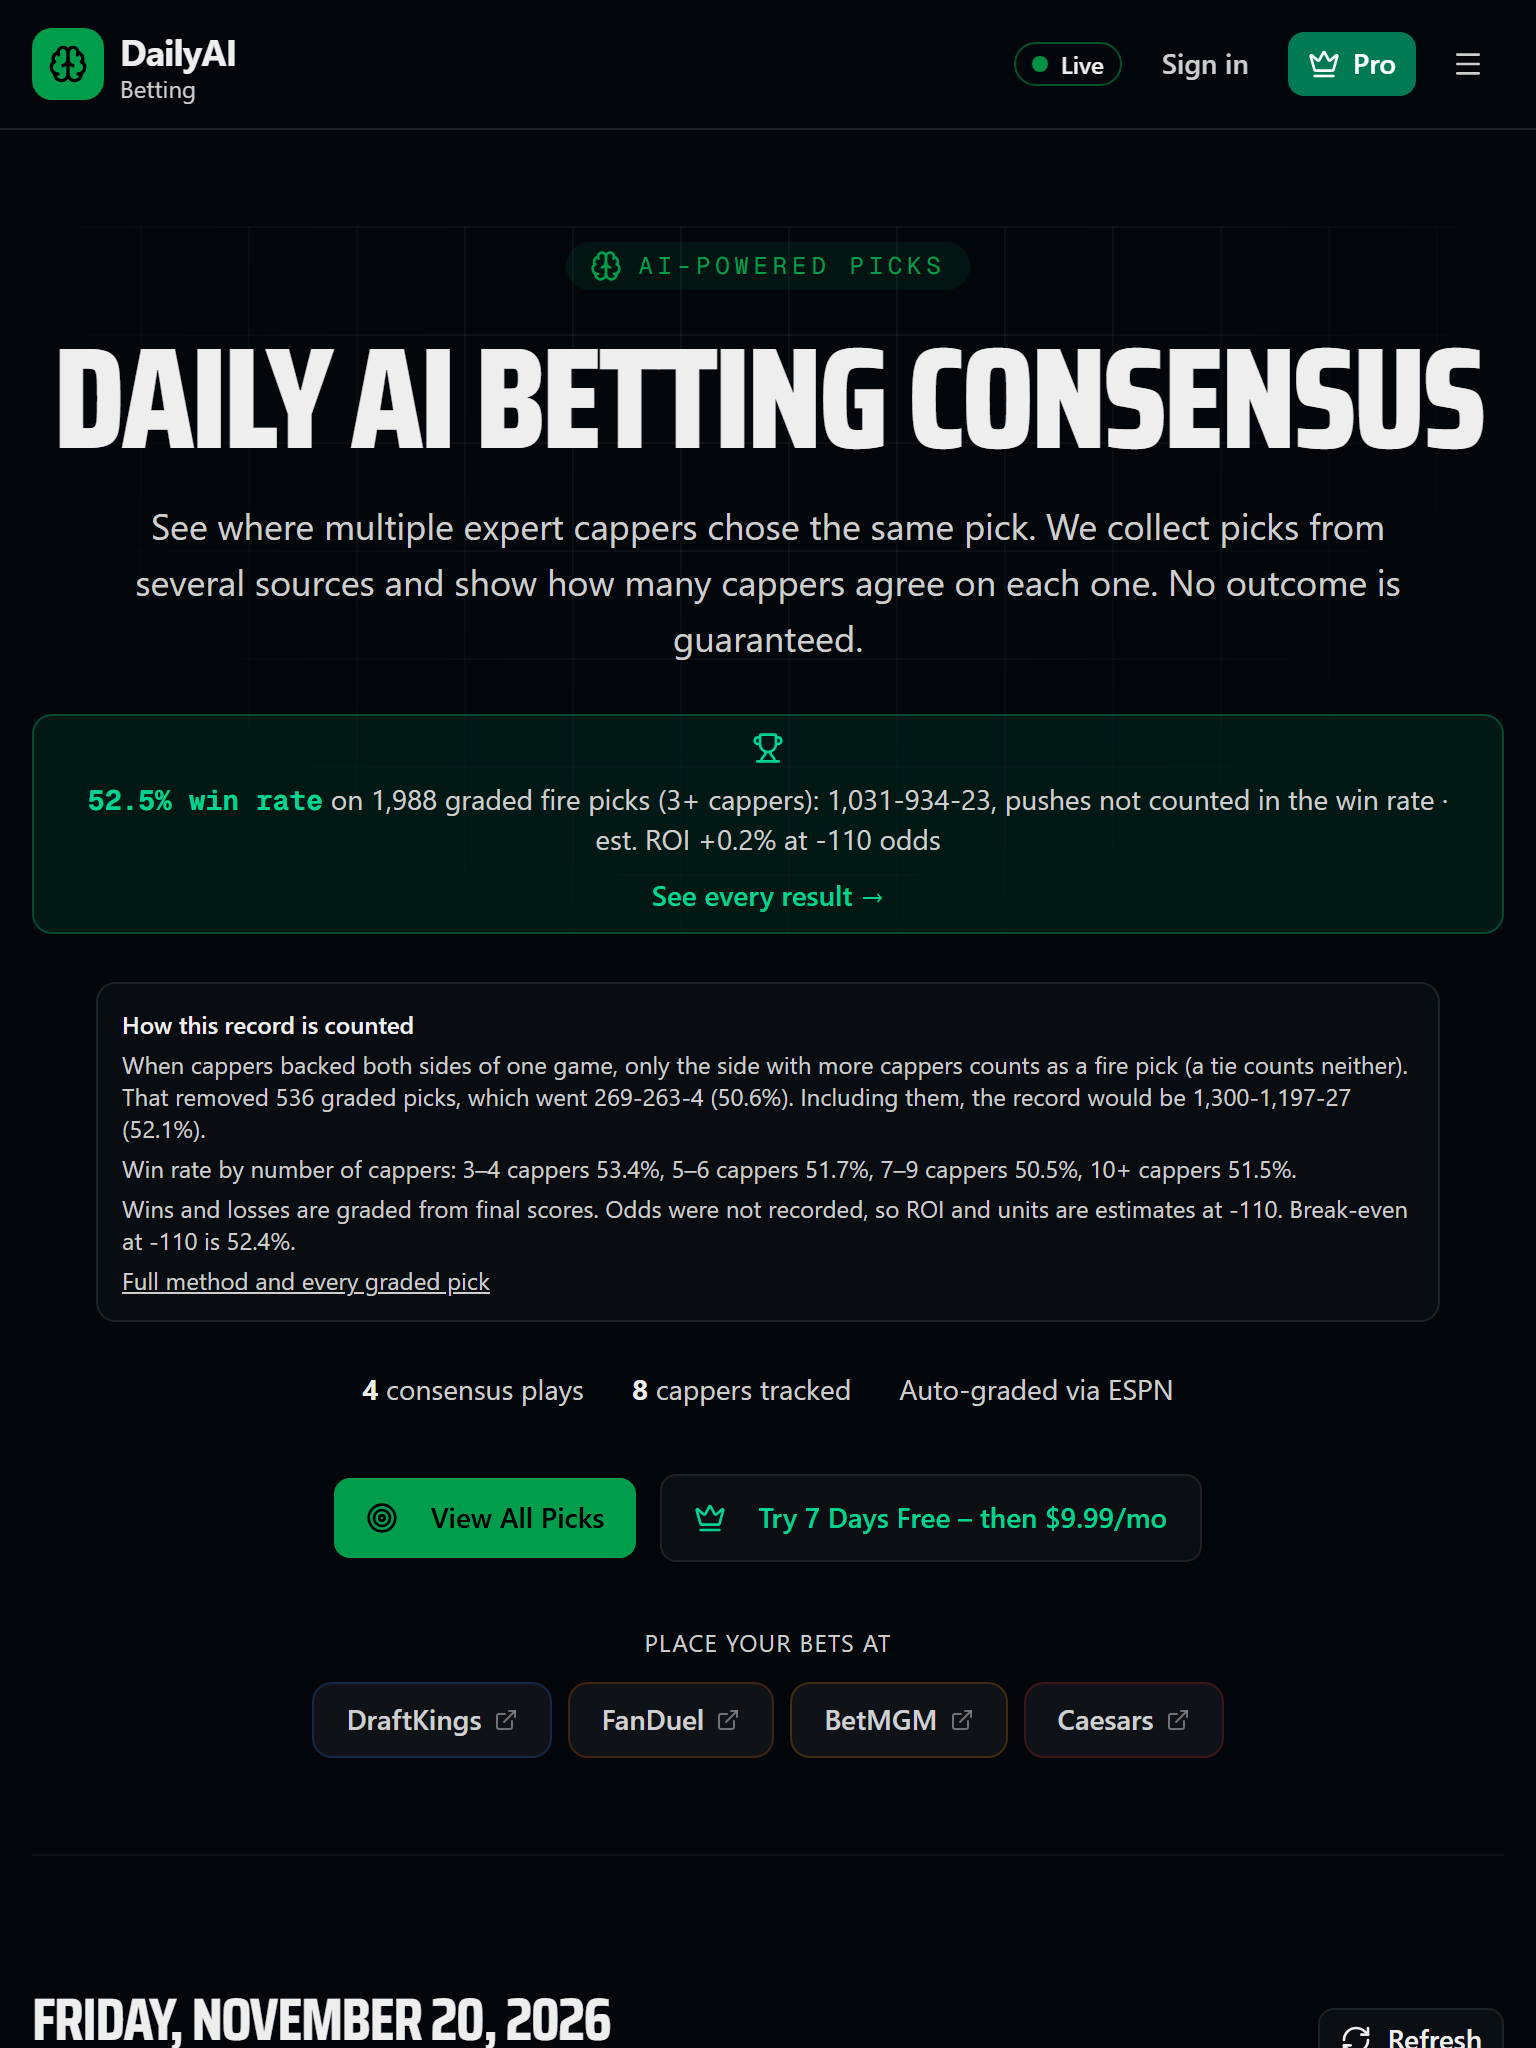 DailyAI
Betting
Live
Sign in
Pro
AI-POWERED PICKS
DAILY AI BETTING CONSENSUS
See where multiple expert cappers chose the same pick. We collect picks from
several sources and show how many cappers agree on each one. No outcome is
guaranteed.
52.5% win rate on 1,988 graded fire picks (3+ cappers): 1,031-934-23, pushes not counted in the win rate ·
est. ROI +0.2% at -110 odds
See every result →
How this record is counted
When cappers backed both sides of one game, only the side with more cappers counts as a fire pick (a tie counts neither).
That removed 536 graded picks, which went 269-263-4 (50.6%). Including them, the record would be 1,300-1,197-27
(52.1%).
Win rate by number of cappers: 3–4 cappers 53.4%, 5–6 cappers 51.7%, 7–9 cappers 50.5%, 10+ cappers 51.5%.
Wins and losses are graded from final scores. Odds were not recorded, so ROI and units are estimates at -110. Break-even
at -110 is 52.4%.
Full method and every graded pick
4 consensus plays
8 cappers tracked
Auto-graded via ESPN
View All Picks
Try 7 Days Free – then $9.99/mo
PLACE YOUR BETS AT
DraftKings
FanDuel
BetMGM
Caesars
FRIDAY, NOVEMBER 20, 2026
Refresh